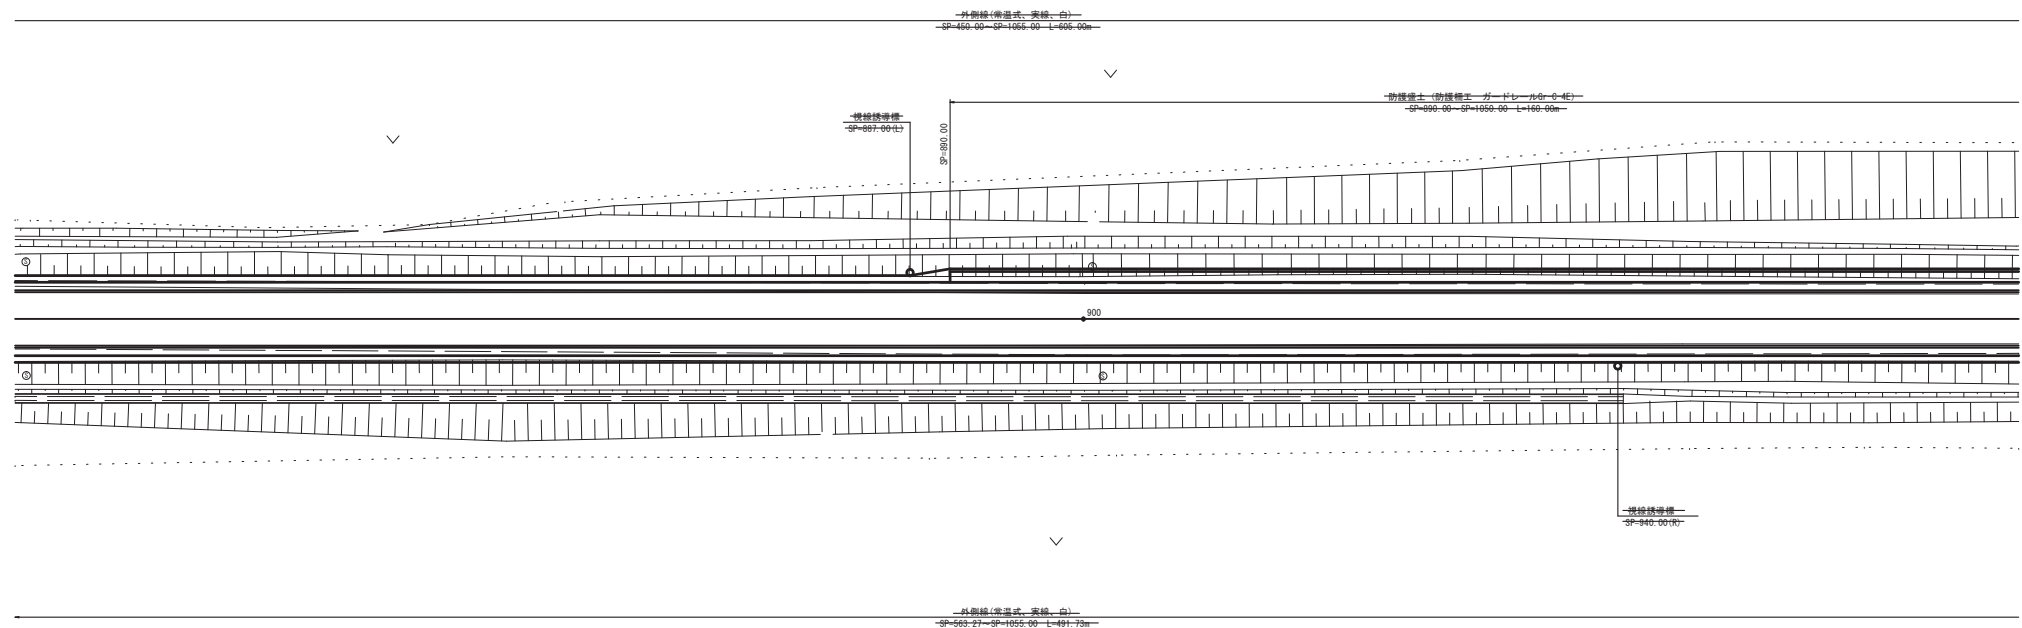 外側線(常温式、実線、白)
SP=450.00～SP=1055.00 L=605.00m
防護盛土(防護柵工 ガードレールGr-C-4E)
SP=890.00～SP=1050.00 L=160.00m
視線誘導標
SP=887.00(L)
SP=890.00
S
S
900
S
S
視線誘導標
SP=940.00(R)
外側線(常温式、実線、白)
SP=563.27～SP=1055.00 L=491.73m